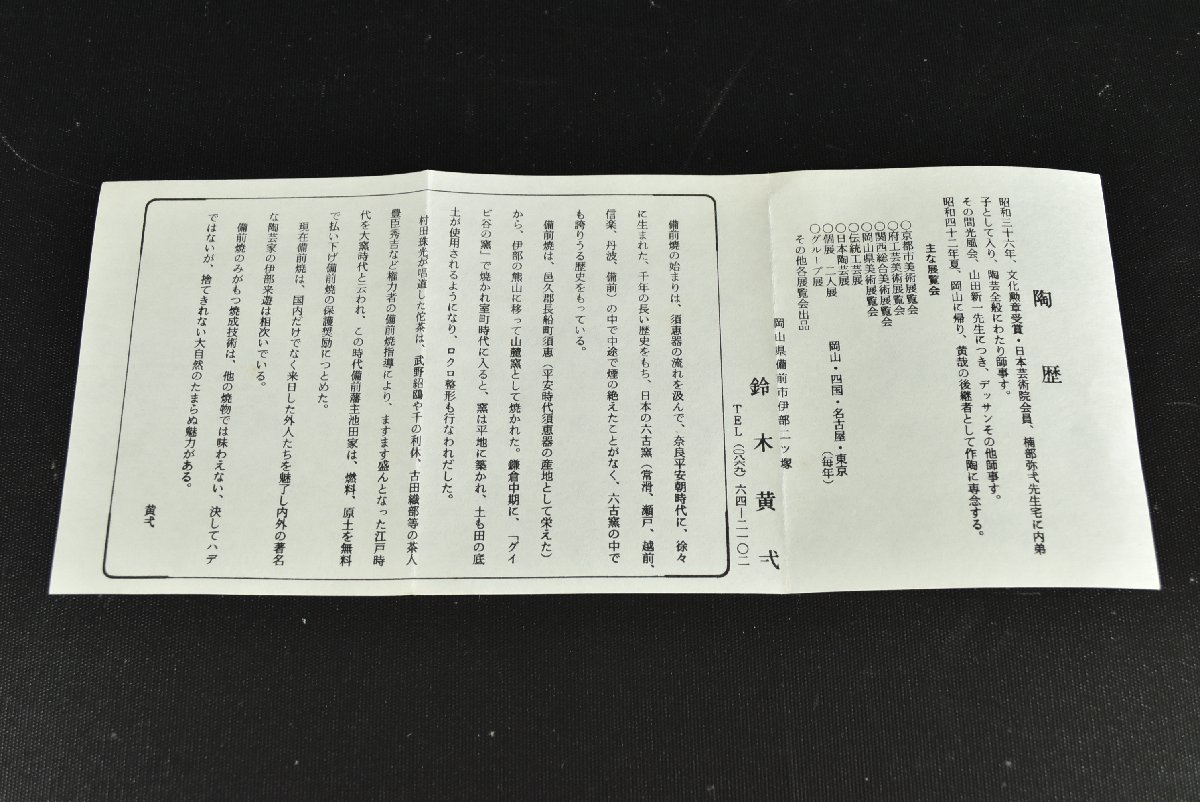 陶歴
昭和三十六年、文化勲章受賞・日本芸術院会員、楠部弥弌先生宅に内弟
子として入り、陶芸全般にわたり師事す。
その間光風会、山田新一先生につき、デッサンその他師事す。
昭和四十二年夏、岡山に帰り、黄哉の後継者として作陶に専念する。
主な展覧会
○京都市美術展覧会
○府工芸美術展覧会
○関西総合美術展覧会
○岡山県美術展覧会
○伝統工芸展
○日本陶芸展
○個展、二人展 岡山・四国・名古屋・東京(毎年)
○グループ展
その他各展覧会出品
岡山県備前市伊部二ッ塚
鈴木黄弌
TEL(〇八六九)六四―二一〇二
備前焼の始まりは、須恵器の流れを汲んで、奈良平安朝時代に、徐々
に生まれた、千年の長い歴史をもち、日本の六古窯(常滑、瀬戸、越前、
信楽、丹波、備前)の中で中途で煙の絶えたことがなく、六古窯の中で
も誇りうる歴史をもっている。
備前焼は、邑久郡長船町須恵(平安時代須恵器の産地として栄えた)
から、伊部の熊山に移って山麓窯として焼かれた。鎌倉中期に、「グイ
ビ谷の窯」で焼かれ室町時代に入ると、窯は平地に築かれ、土も田の底
土が使用されるようになり、ロクロ整形も行なわれだした。
村田珠光が唱道した佗茶は、武野紹鴎や千の利休、古田織部等の茶人
豊臣秀吉など権力者の備前焼指導により、ますます盛んとなった江戸時
代を大窯時代と云われ、この時代備前藩主池田家は、燃料、原土を無料
で払い下げ備前焼の保護奨励につとめた。
現在備前焼は、国内だけでなく来日した外人たちを魅了し内外の著名
な陶芸家の伊部来遊は相次いでいる。
備前焼のみがもつ焼成技術は、他の焼物では味わえない、決してハデ
ではないが、捨てきれない大自然のたまらぬ魅力がある。
黄弌